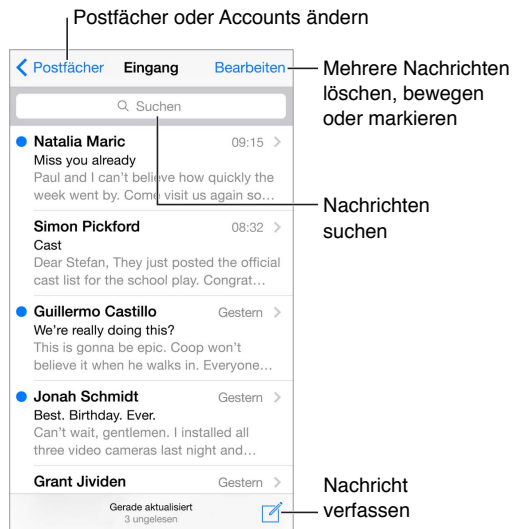 Postfächer oder Accounts ändern
Postfächer Eingang Bearbeiten
Mehrere Nachrichten
löschen, bewegen
oder markieren
Suchen
Natalia Maric 09:15
Miss you already
Paul and I can't believe how quickly the
week went by. Come visit us again so…
Nachrichten
suchen
Simon Pickford 08:32
Cast
Dear Stefan, They just posted the official
cast list for the school play. Congrat…
Guillermo Castillo Gestern
We're really doing this?
This is gonna be epic. Coop won't
believe it when he walks in. Everyone…
Jonah Schmidt Gestern
Best. Birthday. Ever.
Can't wait, gentlemen. I installed all
three video cameras last night and…
Grant Jividen Gestern
Gerade aktualisiert
3 ungelesen
Nachricht
verfassen